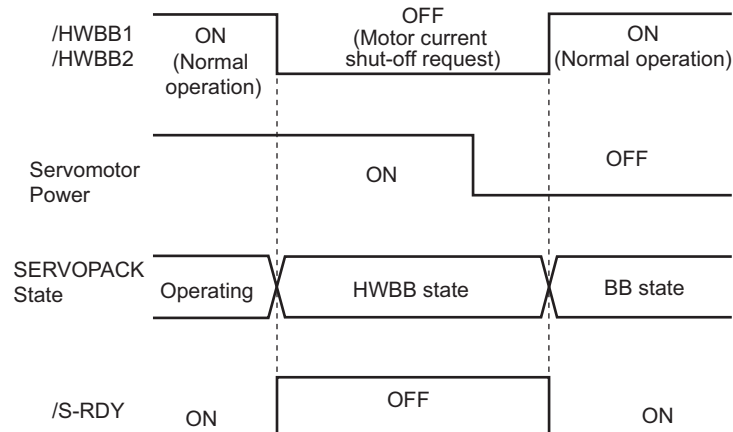 /HWBB1
/HWBB2
ON
(Normal
operation)
OFF
(Motor current
shut-off request)
ON
(Normal operation)
Servomotor
Power
ON
OFF
SERVOPACK
State
Operating
HWBB state
BB state
/S-RDY
ON
OFF
ON